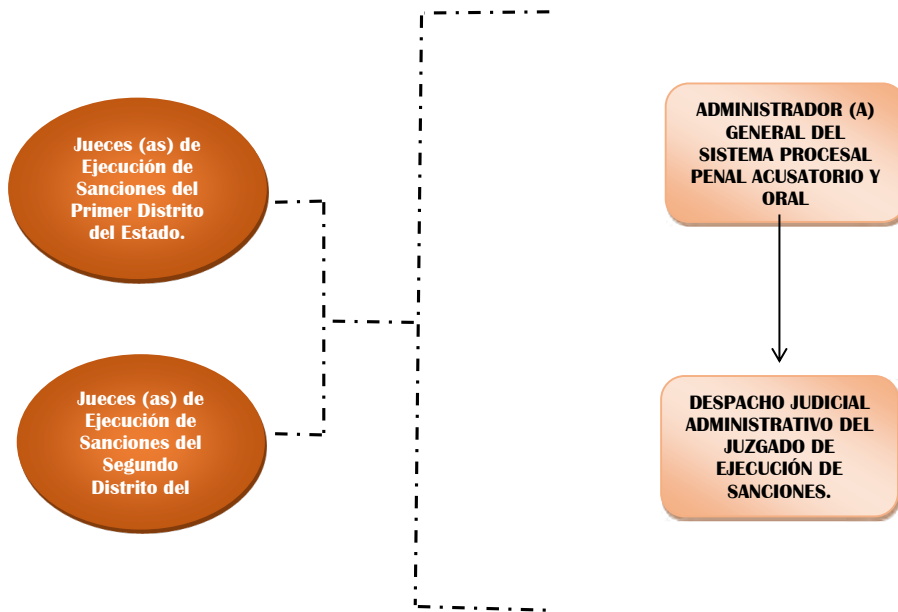 Jueces (as) de
Ejecución de
Sanciones del
Primer Distrito
del Estado.
Jueces (as) de
Ejecución de
Sanciones del
Segundo
Distrito del
ADMINISTRADOR (A)
GENERAL DEL
SISTEMA PROCESAL
PENAL ACUSATORIO Y
ORAL
DESPACHO JUDICIAL
ADMINISTRATIVO DEL
JUZGADO DE
EJECUCIÓN DE
SANCIONES.